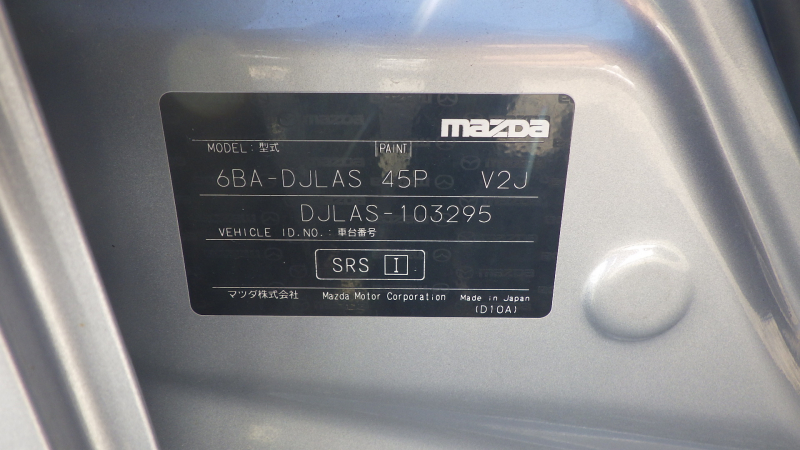 mazda
MODEL: 型式 PAINT
6BA-DJLAS 45P V2J
DJLAS-103295
VEHICLE ID.NO.: 車台番号
SRS I
マツダ株式会社 Mazda Motor Corporation Made in Japan
(D10A)